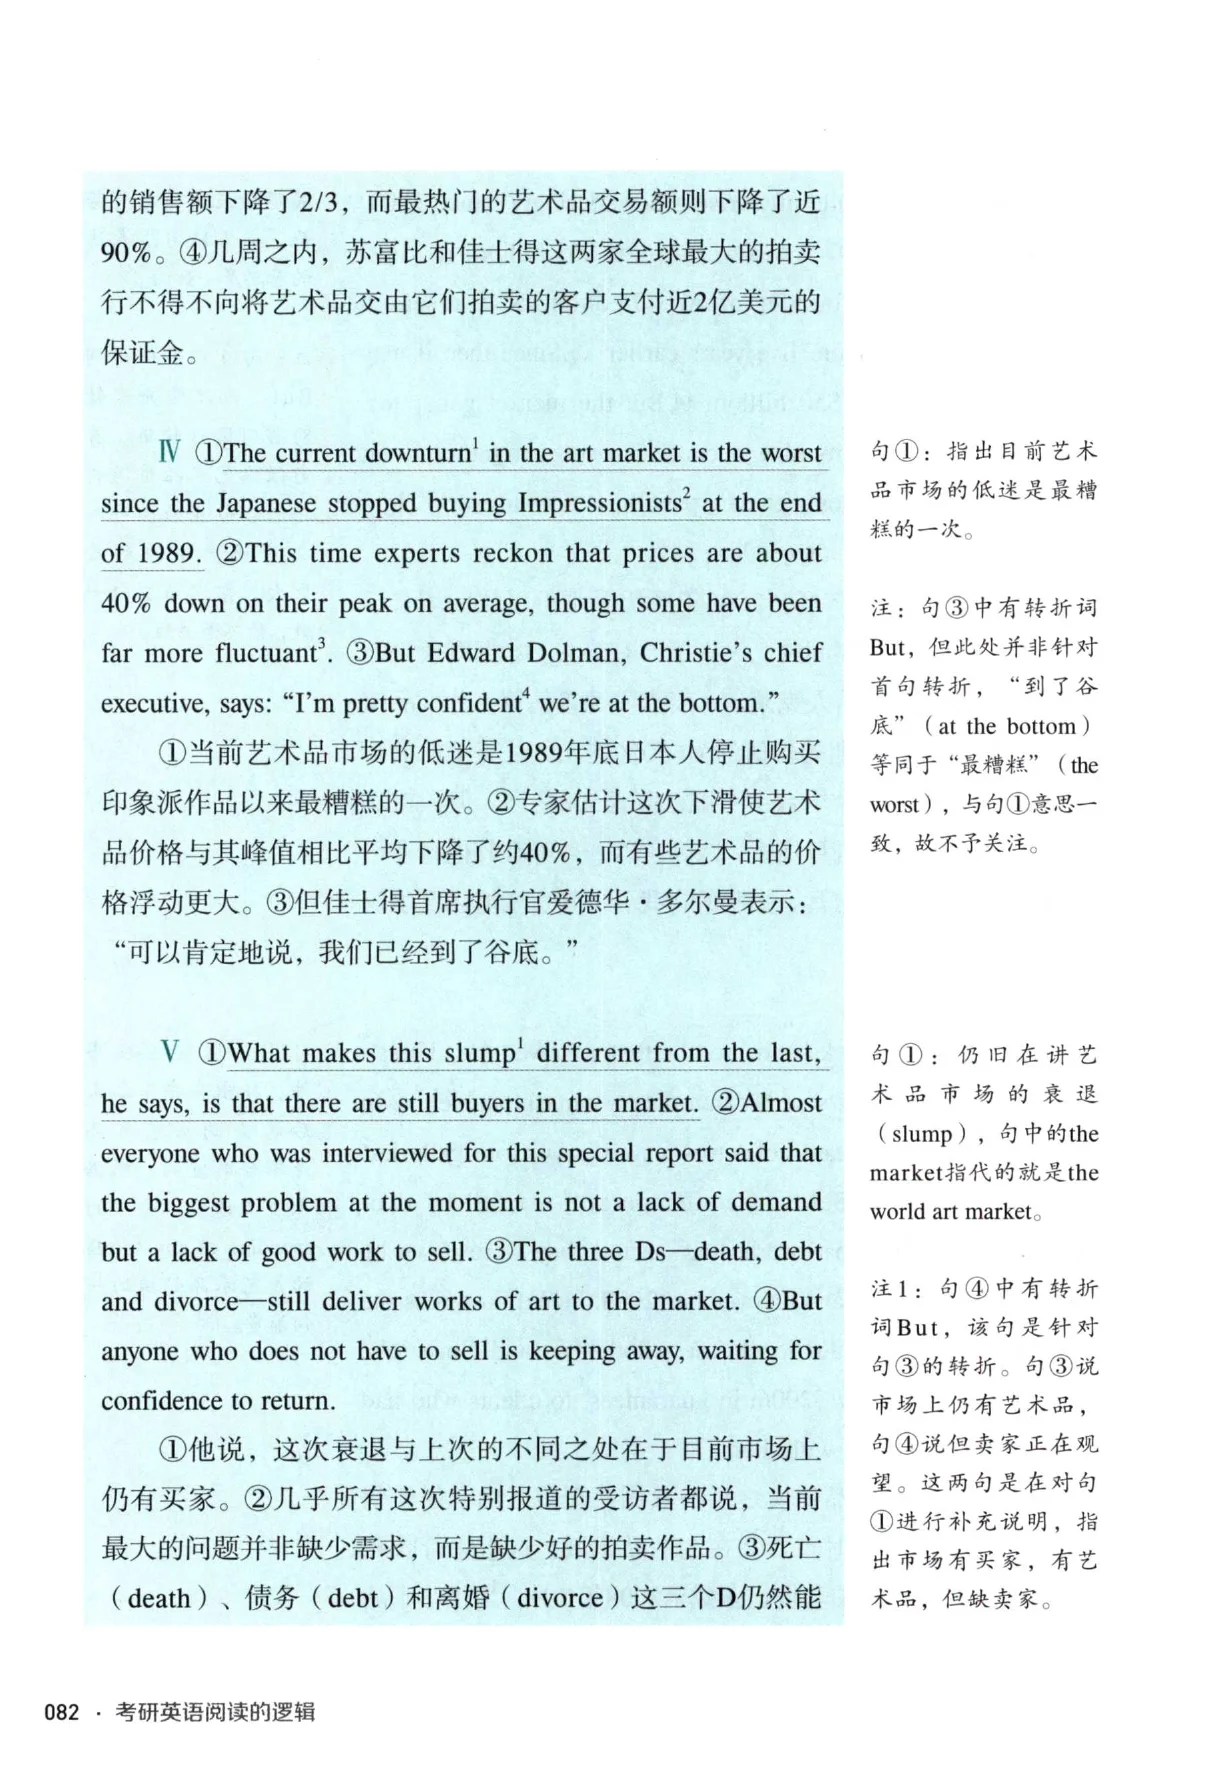 的销售额下降了2/3，而最热门的艺术品交易额则下降了近
90%。④几周之内，苏富比和佳士得这两家全球最大的拍卖
行不得不向将艺术品交由它们拍卖的客户支付近2亿美元的
保证金。
Ⅳ ①The current downturn¹ in the art market is the worst
since the Japanese stopped buying Impressionists² at the end
of 1989. ②This time experts reckon that prices are about
40% down on their peak on average, though some have been
far more fluctuant³. ③But Edward Dolman, Christie's chief
executive, says: “I'm pretty confident⁴ we're at the bottom.”
①当前艺术品市场的低迷是1989年底日本人停止购买
印象派作品以来最糟糕的一次。②专家估计这次下滑使艺术
品价格与其峰值相比平均下降了约40%，而有些艺术品的价
格浮动更大。③但佳士得首席执行官爱德华·多尔曼表示：
“可以肯定地说，我们已经到了谷底。”
句①：指出目前艺术
品市场的低迷是最糟
糕的一次。
注：句③中有转折词
But，但此处并非针对
首句转折，“到了谷
底”（at the bottom）
等同于“最糟糕”（the
worst），与句①意思一
致，故不予关注。
Ⅴ ①What makes this slump¹ different from the last,
he says, is that there are still buyers in the market. ②Almost
everyone who was interviewed for this special report said that
the biggest problem at the moment is not a lack of demand
but a lack of good work to sell. ③The three Ds—death, debt
and divorce—still deliver works of art to the market. ④But
anyone who does not have to sell is keeping away, waiting for
confidence to return.
①他说，这次衰退与上次的不同之处在于目前市场上
仍有买家。②几乎所有这次特别报道的受访者都说，当前
最大的问题并非缺少需求，而是缺少好的拍卖作品。③死亡
（death）、债务（debt）和离婚（divorce）这三个D仍然能
句①：仍旧在讲艺
术品市场的衰退
（slump），句中的the
market指代的就是the
world art market。
注1：句④中有转折
词But，该句是针对
句③的转折。句③说
市场上仍有艺术品，
句④说但卖家正在观
望。这两句是在对句
①进行补充说明，指
出市场有买家，有艺
术品，但缺卖家。
082 · 考研英语阅读的逻辑